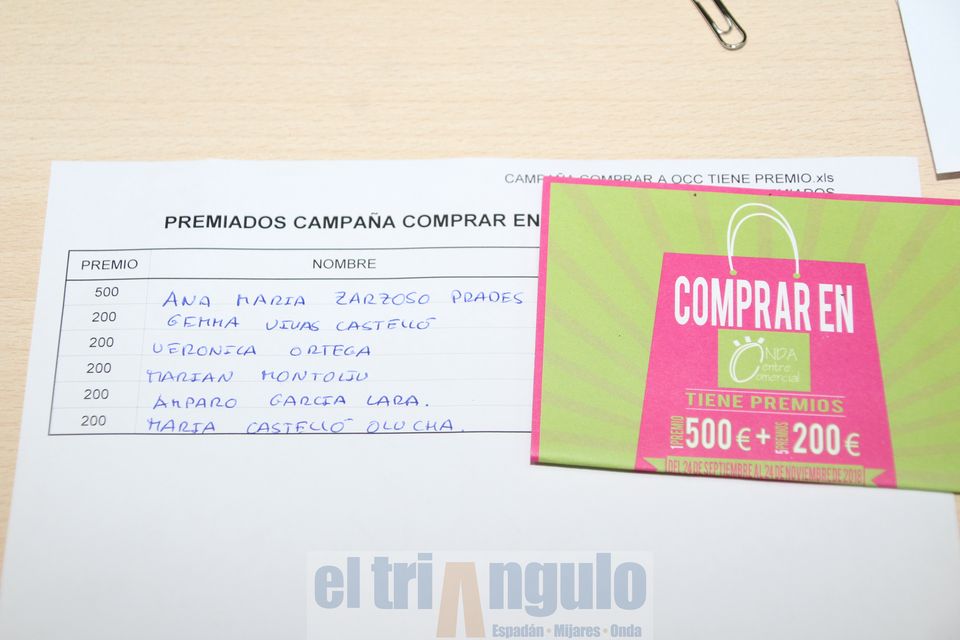 CAMPAÑA COMPRAR A OCC TIENE PREMIO.xls
PREMIADOS CAMPAÑA COMPRAR EN
PREMIO NOMBRE
500 ANA MARIA ZARZOSO PRADES
200 GEMMA VIVAS CASTELLÓ
200 VERONICA ORTEGA
200 MARIAN MONTOLIU
200 AMPARO GARCIA LARA.
200 MARIA CASTELLÓ OLUCHA.
COMPRAR EN
ONDA
Centre
Comercial
TIENE PREMIOS
1 PREMIO 500€ + 5 PREMIOS 200€
DEL 24 DE SEPTIEMBRE AL 24 DE NOVIEMBRE DE 2018
el triangulo
Espadán • Mijares • Onda